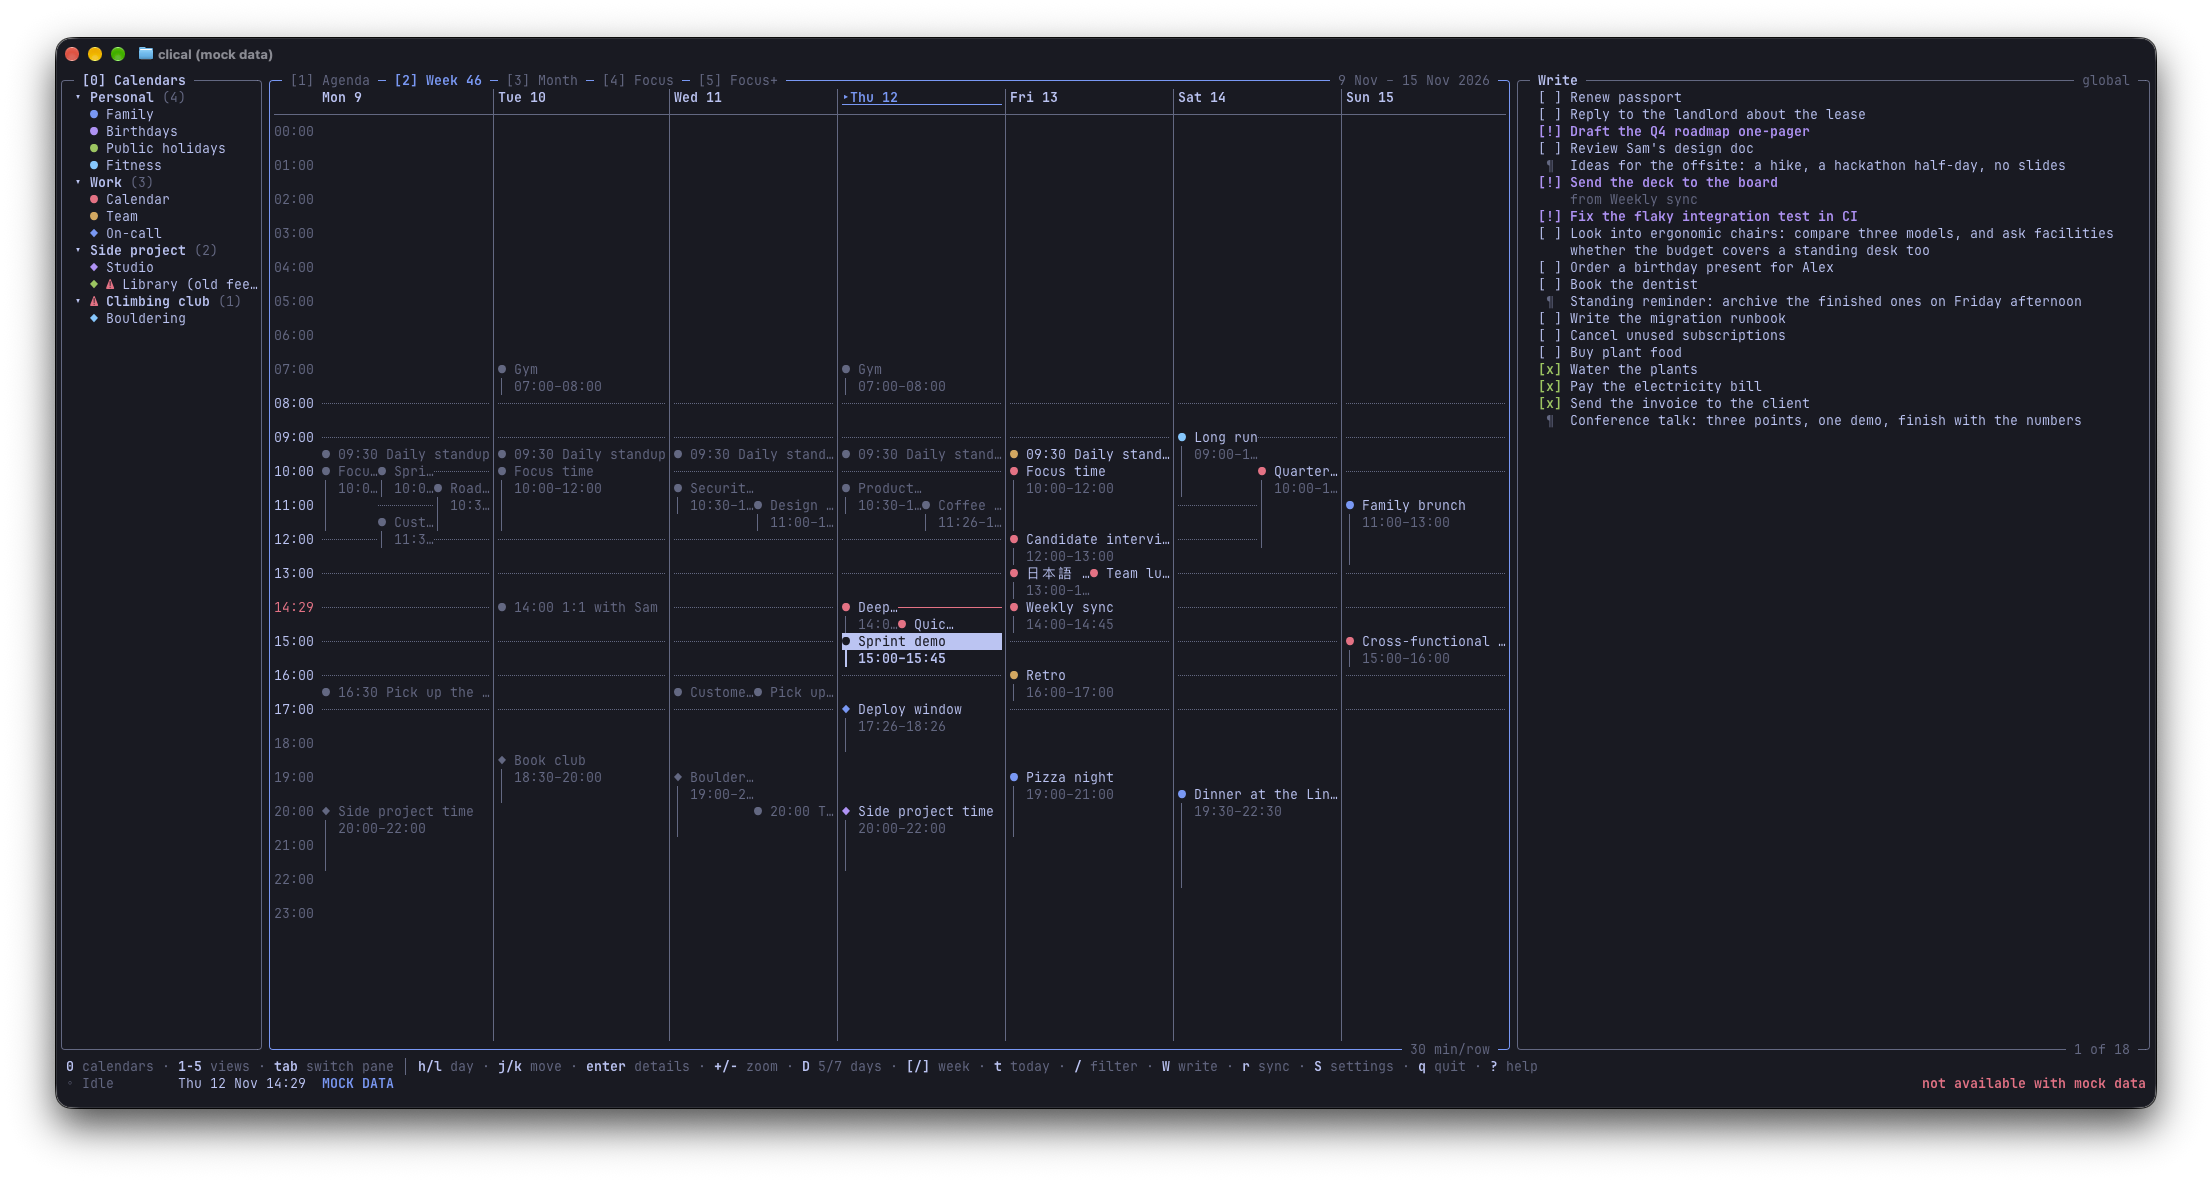 clical (mock data)
[0] Calendars
▾ Personal (4)
● Family
● Birthdays
● Public holidays
● Fitness
▾ Work (3)
● Calendar
● Team
◆ On-call
▾ Side project (2)
◆ Studio
◆ ⚠ Library (old fee…
▾ ⚠ Climbing club (1)
◆ Bouldering
[1] Agenda – [2] Week 46 – [3] Month – [4] Focus – [5] Focus+
9 Nov – 15 Nov 2026
Mon 9
Tue 10
Wed 11
▸Thu 12
Fri 13
Sat 14
Sun 15
00:00
01:00
02:00
03:00
04:00
05:00
06:00
07:00
08:00
09:00
10:00
11:00
12:00
13:00
14:29
15:00
16:00
17:00
18:00
19:00
20:00
21:00
22:00
23:00
09:30 Daily standup
Focu…
10:0…
Spri…
10:0…
Road…
10:3…
Cust…
11:3…
16:30 Pick up the …
Side project time
20:00–22:00
Gym
07:00–08:00
09:30 Daily standup
Focus time
10:00–12:00
14:00 1:1 with Sam
Book club
18:30–20:00
09:30 Daily stand…
Securit…
10:30–1…
Design …
11:00–1…
Custome…
Pick up…
Boulder…
19:00–2…
20:00 T…
Gym
07:00–08:00
09:30 Daily stand…
Product…
10:30–1…
Coffee …
11:26–1…
Deep…
14:0…
Quic…
Sprint demo
15:00–15:45
Deploy window
17:26–18:26
Side project time
20:00–22:00
09:30 Daily stand…
Focus time
10:00–12:00
Candidate intervi…
12:00–13:00
日本語 …
13:00–1…
Team lu…
Weekly sync
14:00–14:45
Retro
16:00–17:00
Pizza night
19:00–21:00
Long run
09:00–1…
Quarter…
10:00–1…
Dinner at the Lin…
19:30–22:30
Family brunch
11:00–13:00
Cross-functional …
15:00–16:00
30 min/row
Write
global
[ ] Renew passport
[ ] Reply to the landlord about the lease
[!] Draft the Q4 roadmap one-pager
[ ] Review Sam's design doc
¶ Ideas for the offsite: a hike, a hackathon half-day, no slides
[!] Send the deck to the board
from Weekly sync
[!] Fix the flaky integration test in CI
[ ] Look into ergonomic chairs: compare three models, and ask facilities
whether the budget covers a standing desk too
[ ] Order a birthday present for Alex
[ ] Book the dentist
¶ Standing reminder: archive the finished ones on Friday afternoon
[ ] Write the migration runbook
[ ] Cancel unused subscriptions
[ ] Buy plant food
[x] Water the plants
[x] Pay the electricity bill
[x] Send the invoice to the client
¶ Conference talk: three points, one demo, finish with the numbers
1 of 18
0 calendars · 1-5 views · tab switch pane │ h/l day · j/k move · enter details · +/- zoom · D 5/7 days · [/] week · t today · / filter · W write · r sync · S settings · q quit · ? help
◦ Idle Thu 12 Nov 14:29 MOCK DATA
not available with mock data